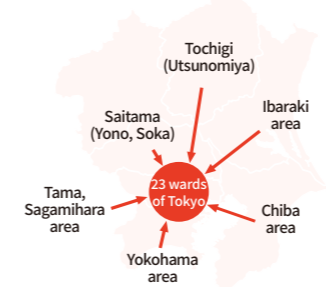 Tochigi
(Utsunomiya)
Ibaraki
area
Saitama
(Yono, Soka)
23 wards
of Tokyo
Tama,
Sagamihara
area
Chiba
area
Yokohama
area